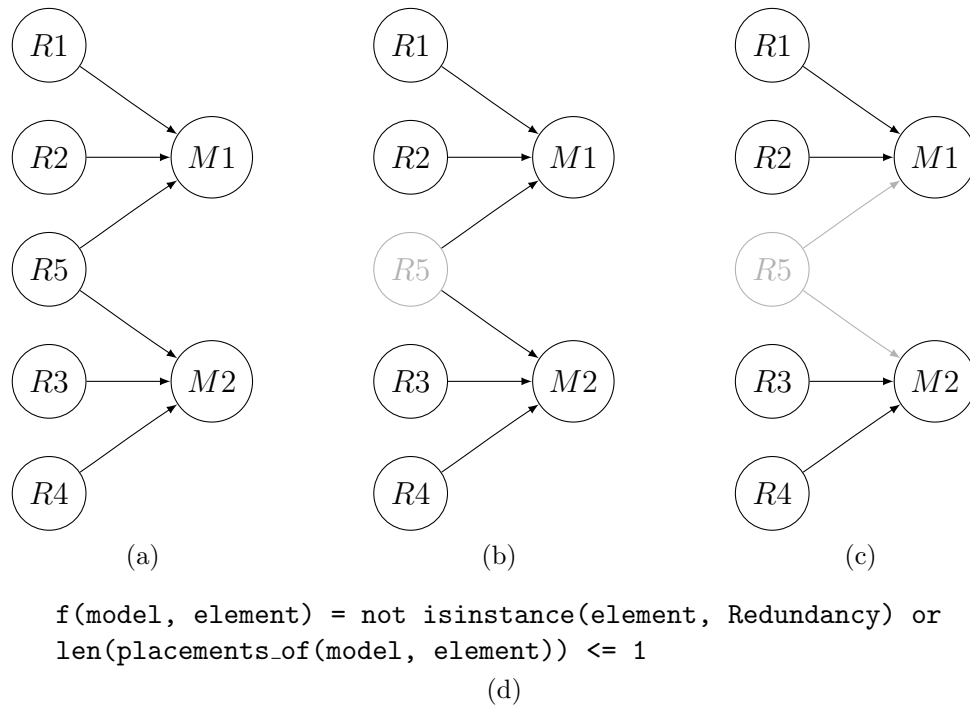 R1
R2
R5
R3
R4
M1
M2
(a)
R1
R2
R5
R3
R4
M1
M2
(b)
R1
R2
R5
R3
R4
M1
M2
(c)
f(model, element) = not isinstance(element, Redundancy) or
len(placements_of(model, element)) <= 1
(d)